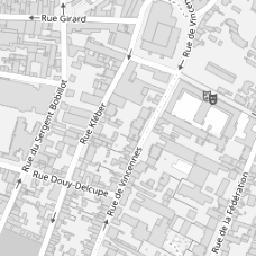 Rue Girard
Rue de Vincen
Rue Kléber
Rue du Sergent Bobillot
Rue de Vincennes
Rue Douy-Delcupe
Rue de la Fédération